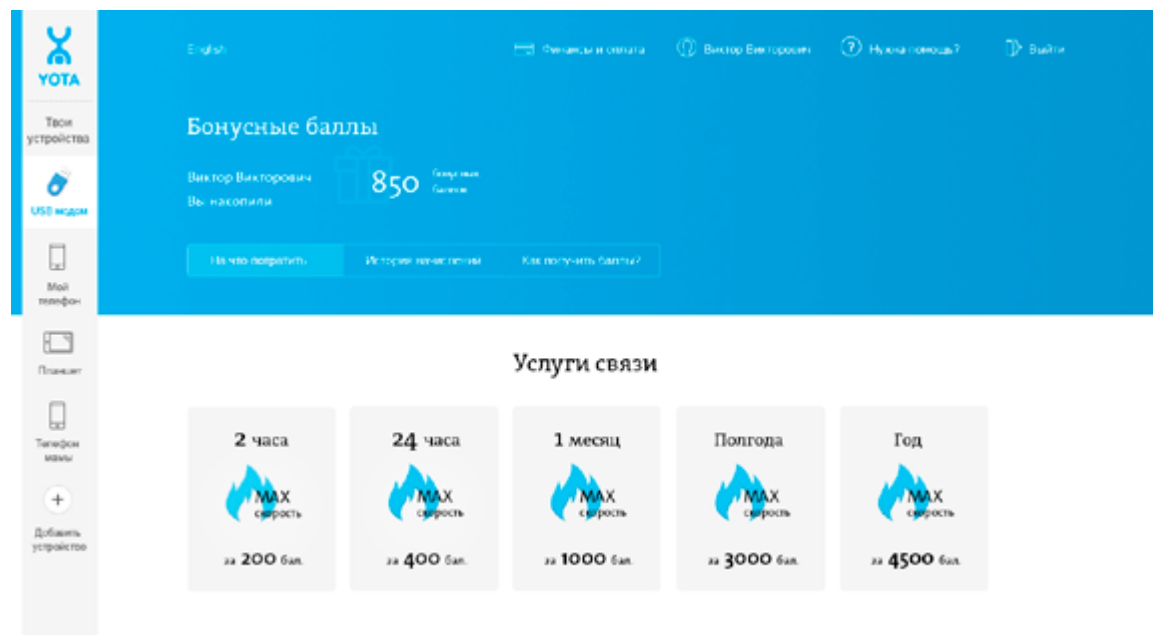 YOTA
Твои
устройства
USB модем
Мой
телефон
Планшет
Телефон
мамы
+
Добавить
устройство
English
Финансы и оплата
Виктор Викторович
? Нужна помощь?
Выйти
Бонусные баллы
Виктор Викторович
Вы накопили
850 бонусных
баллов
На что потратить
История начислений
Как получить баллы?
Услуги связи
2 часа
MAX
скорость
за 200 бал.
24 часа
MAX
скорость
за 400 бал.
1 месяц
MAX
скорость
за 1000 бал.
Полгода
MAX
скорость
за 3000 бал.
Год
MAX
скорость
за 4500 бал.